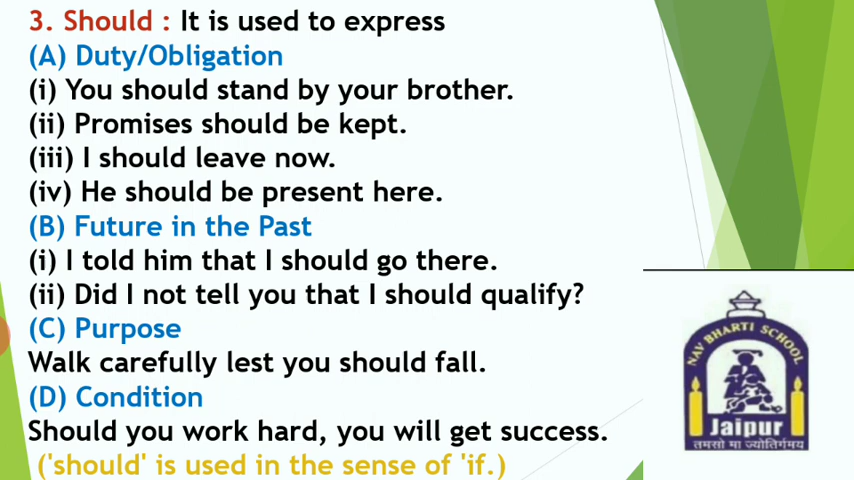 3. Should : It is used to express
(A) Duty/Obligation
(i) You should stand by your brother.
(ii) Promises should be kept.
(iii) I should leave now.
(iv) He should be present here.
(B) Future in the Past
(i) I told him that I should go there.
(ii) Did I not tell you that I should qualify?
(C) Purpose
Walk carefully lest you should fall.
(D) Condition
Should you work hard, you will get success.
('should' is used in the sense of 'if.)
NAV BHARTI SCHOOL
Jaipur
तमसो मा ज्योतिर्गमय